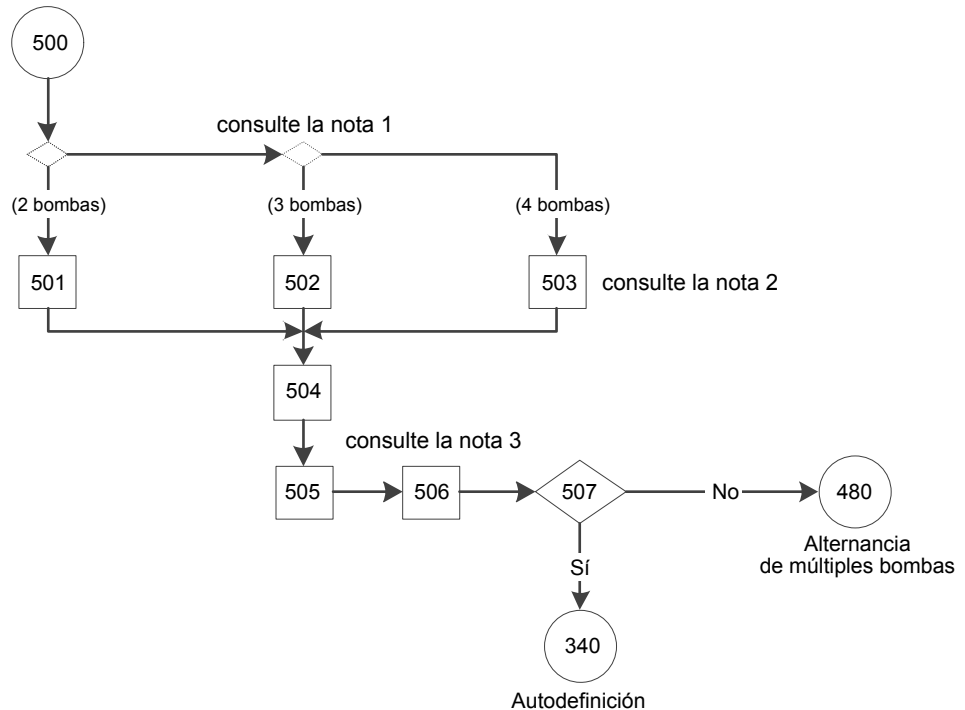 500
consulte la nota 1
(2 bombas)
(3 bombas)
(4 bombas)
501
502
503
consulte la nota 2
504
consulte la nota 3
505
506
507
No
480
Alternancia
de múltiples bombas
Sí
340
Autodefinición